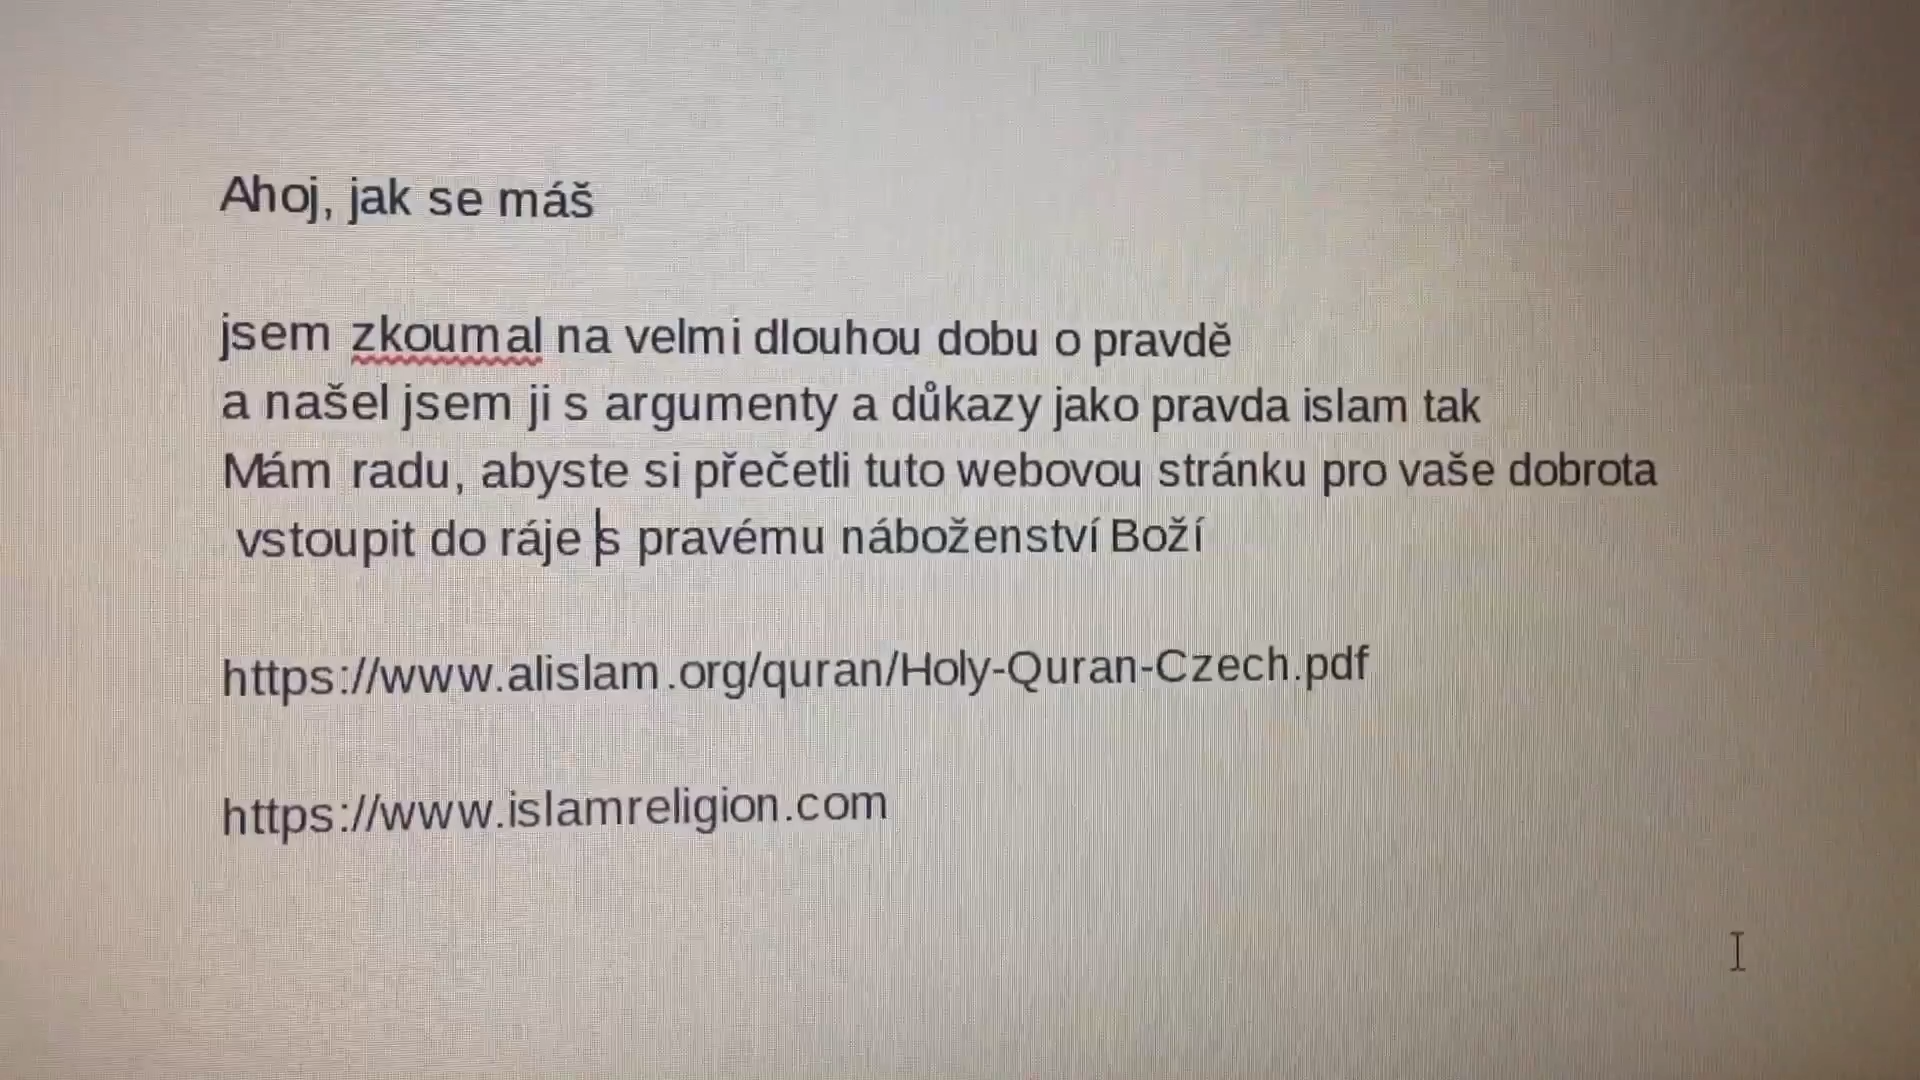 Ahoj, jak se máš
jsem zkoumal na velmi dlouhou dobu o pravdě
a našel jsem ji s argumenty a důkazy jako pravda islam tak
Mám radu, abyste si přečetli tuto webovou stránku pro vaše dobrota
vstoupit do ráje s pravému náboženství Boží
https://www.alislam.org/quran/Holy-Quran-Czech.pdf
https://www.islamreligion.com